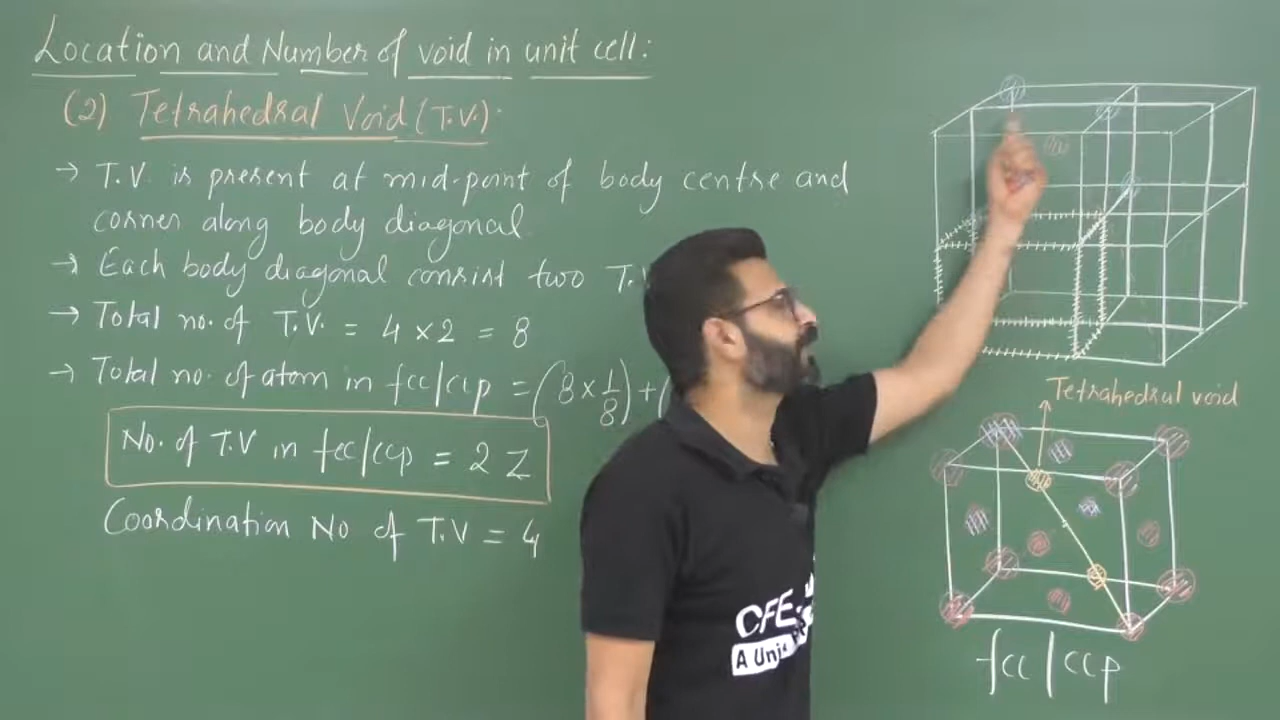 Location and Number of void in unit cell:
(2) Tetrahedral Void (T.V.)
→ T.V. is present at mid-point of body centre and
corner along body diagonal
→ Each body diagonal consist two
→ Total no. of T.V. = 4 × 2 = 8
→ Total no. of atom in fcc/ccp = (8 × 1/8) + (
No. of T.V in fcc/ccp = 2 Z
Coordination No of T.V = 4
Tetrahedral void
fcc / ccp
CFE
A Uni